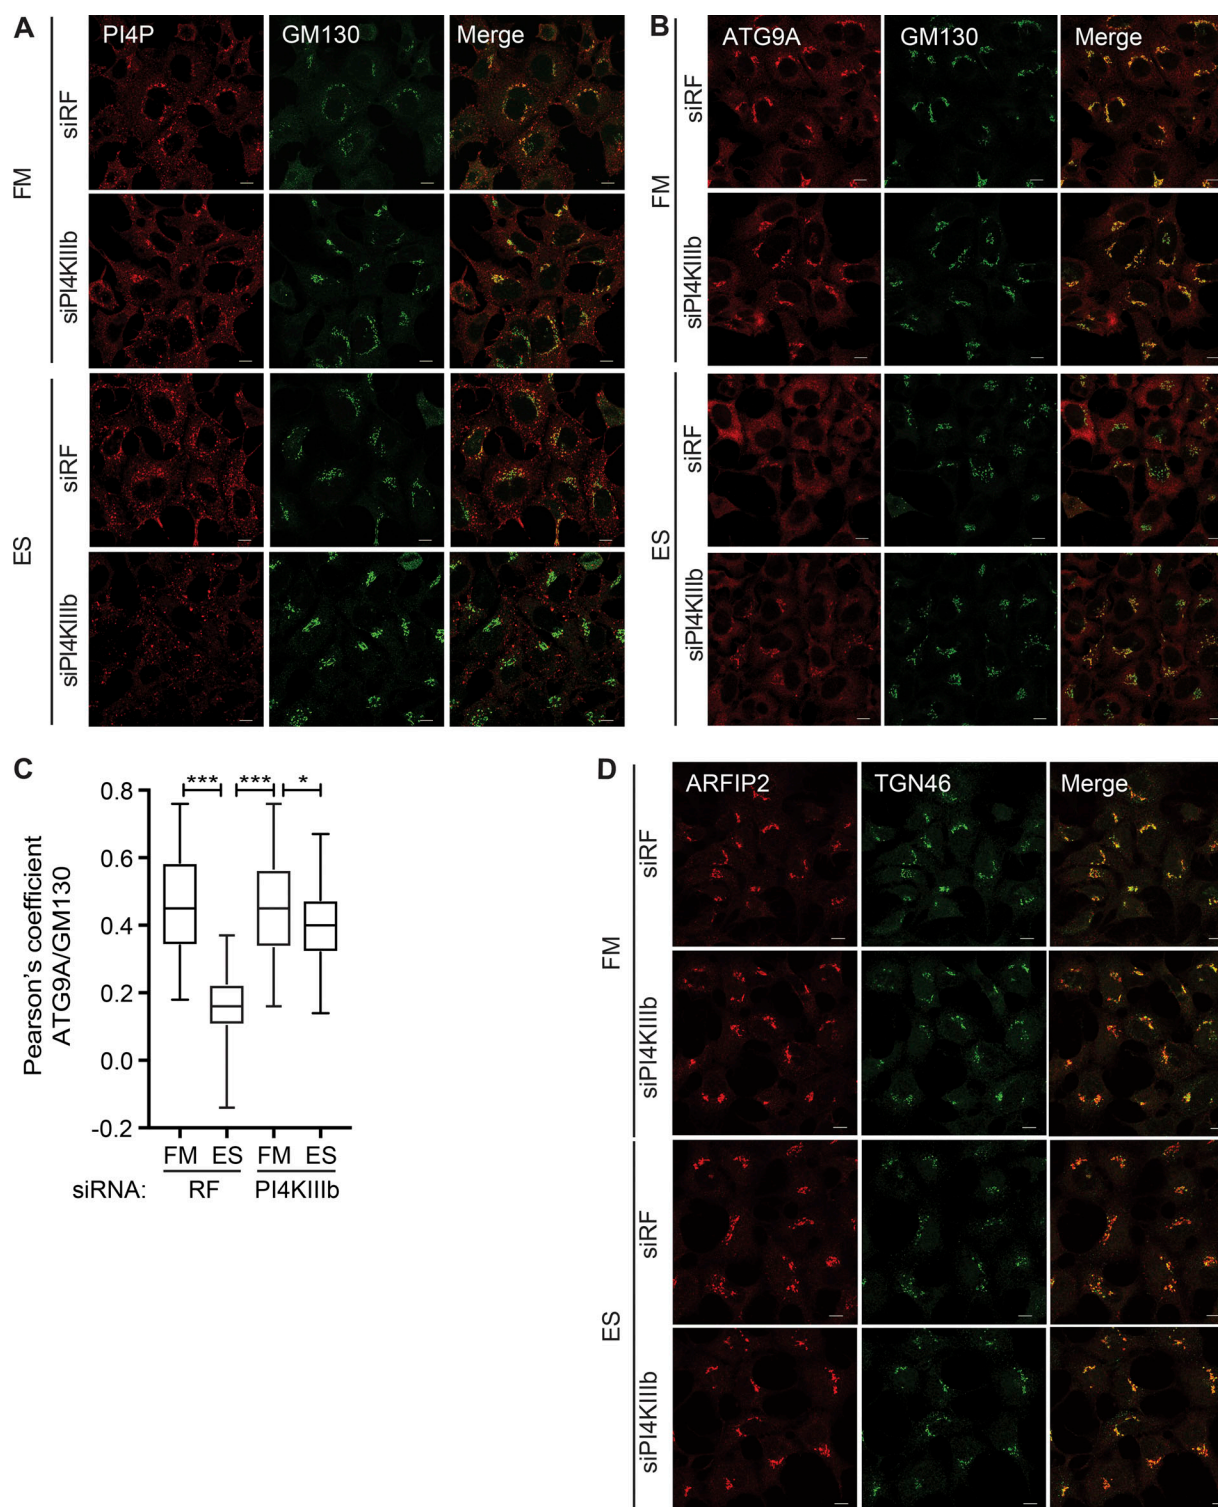 A
PI4P GM130 Merge
FM
siRF
siPI4KIIIb
ES
siRF
siPI4KIIIb
B
ATG9A GM130 Merge
FM
siRF
siPI4KIIIb
ES
siRF
siPI4KIIIb
C
*** *** *
Pearson's coefficient
ATG9A/GM130
0.8
0.6
0.4
0.2
0.0
-0.2
FM ES FM ES
siRNA: RF PI4KIIIb
D
ARFIP2 TGN46 Merge
FM
siRF
siPI4KIIIb
ES
siRF
siPI4KIIIb